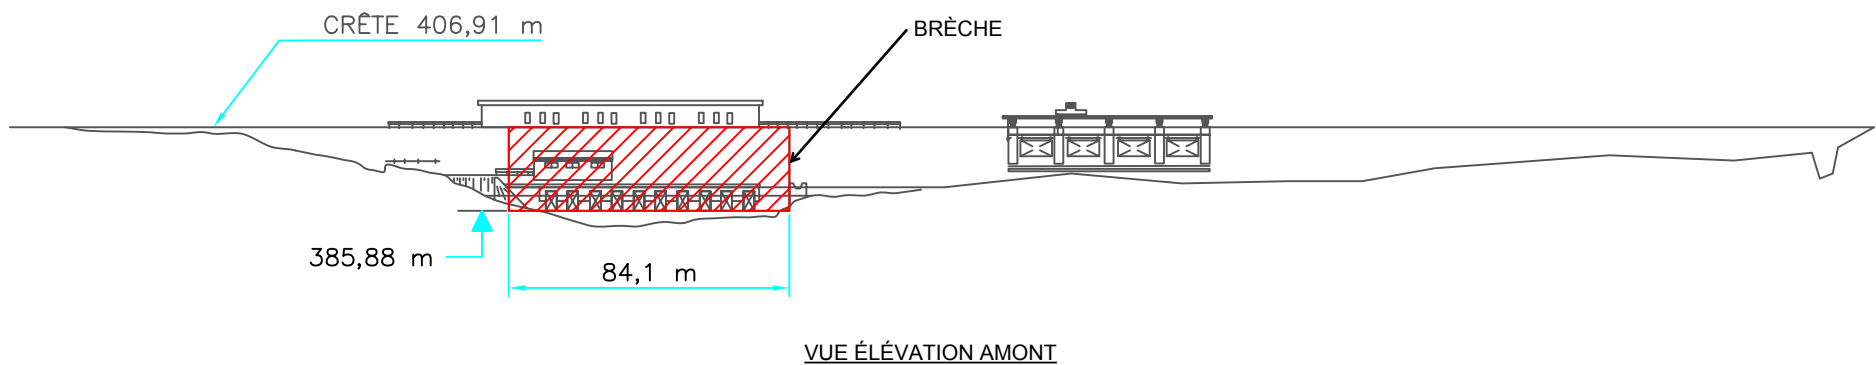 CRÊTE 406,91 m
BRÈCHE
385,88 m
84,1 m
VUE ÉLÉVATION AMONT